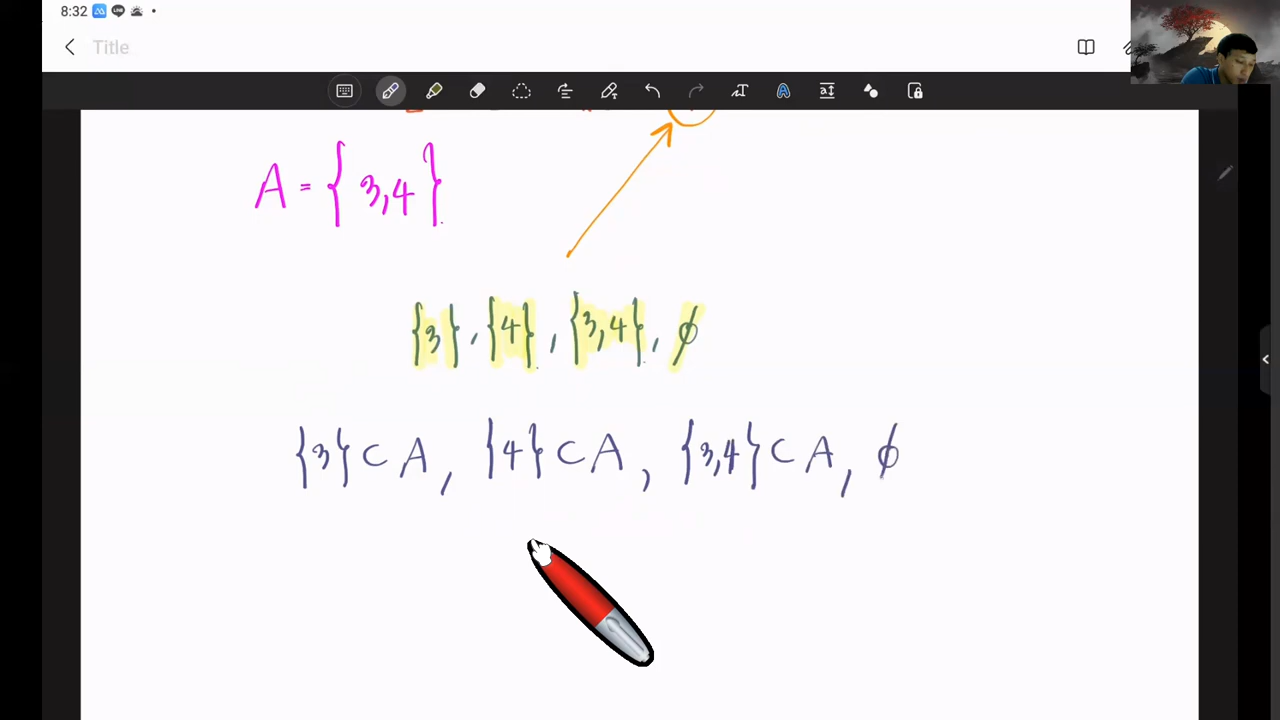 8:32
Title
A = { 3,4 }
{3}, {4}, {3,4}, ϕ
{3} ⊂ A, {4} ⊂ A, {3,4} ⊂ A, ϕ